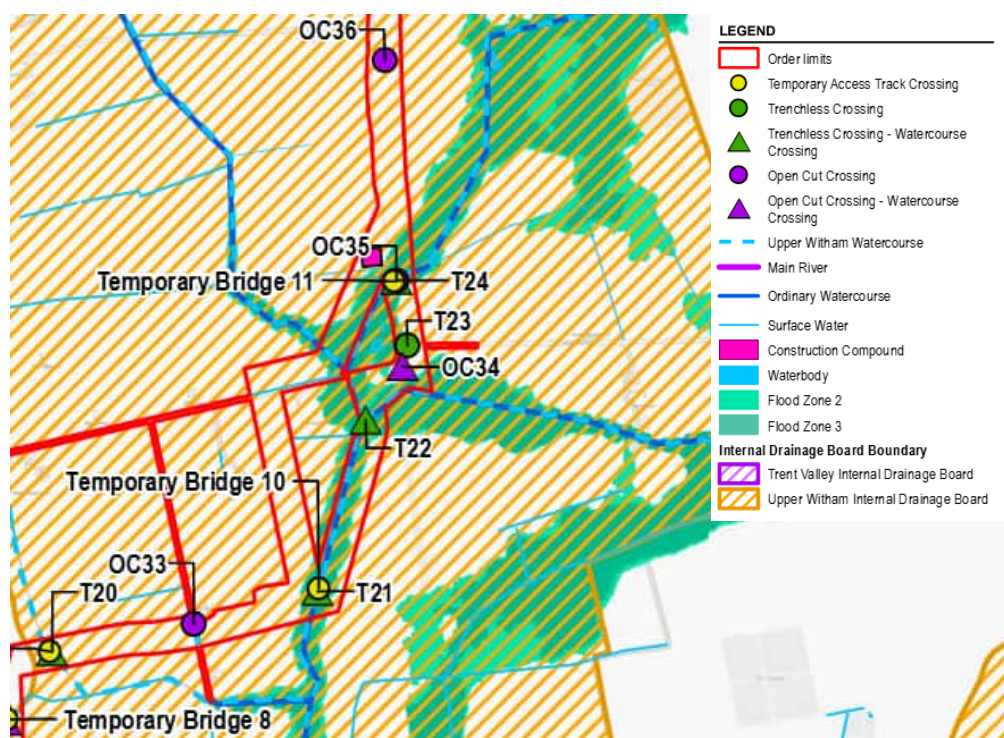 OC36
OC35
Temporary Bridge 11
T24
T23
OC34
T22
Temporary Bridge 10
OC33
T21
T20
Temporary Bridge 8
LEGEND
Order limits
Temporary Access Track Crossing
Trenchless Crossing
Trenchless Crossing - Watercourse
Crossing
Open Cut Crossing
Open Cut Crossing - Watercourse
Crossing
Upper Witham Watercourse
Main River
Ordinary Watercourse
Surface Water
Construction Compound
Waterbody
Flood Zone 2
Flood Zone 3
Internal Drainage Board Boundary
Trent Valley Internal Drainage Board
Upper Witham Internal Drainage Board